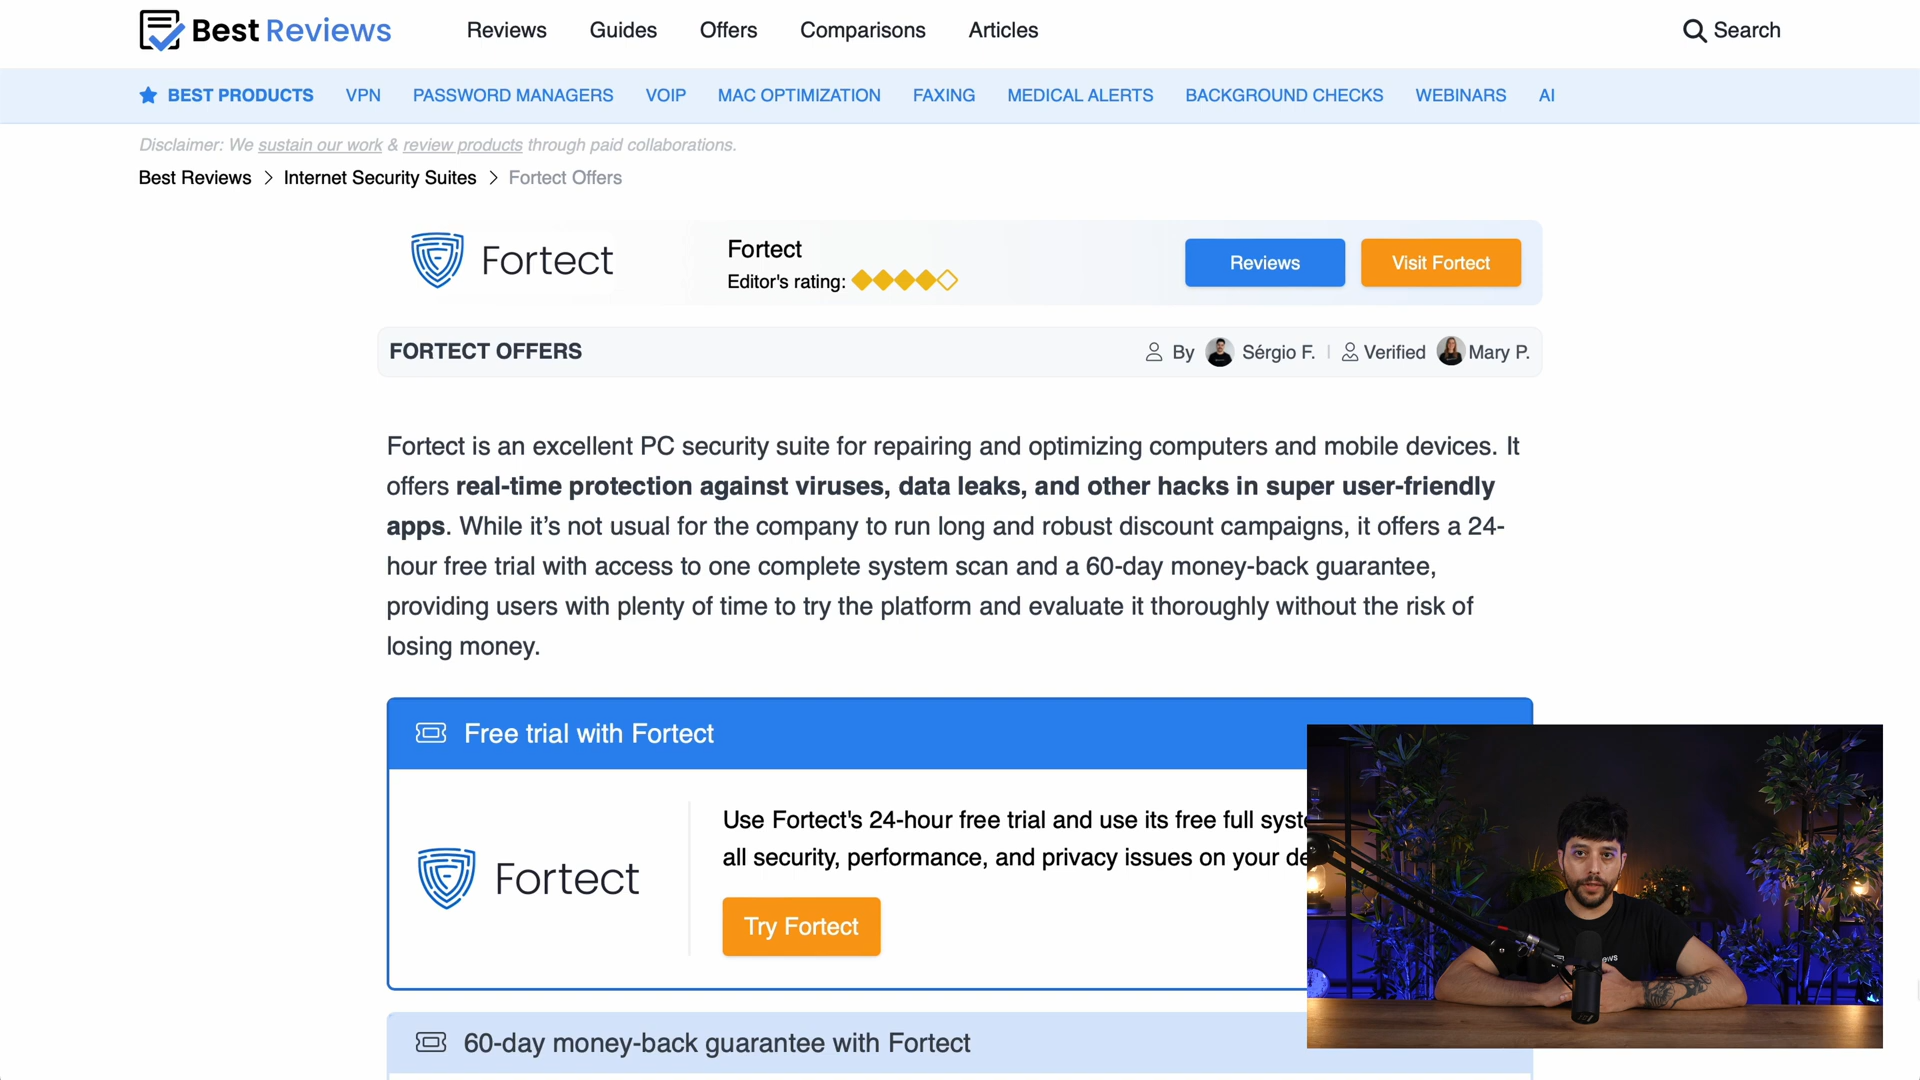 Best Reviews
Reviews
Guides
Offers
Comparisons
Articles
Search
BEST PRODUCTS
VPN
PASSWORD MANAGERS
VOIP
MAC OPTIMIZATION
FAXING
MEDICAL ALERTS
BACKGROUND CHECKS
WEBINARS
AI
Disclaimer: We sustain our work & review products through paid collaborations.
Best Reviews > Internet Security Suites > Fortect Offers
Fortect
Fortect
Editor's rating:
Reviews
Visit Fortect
FORTECT OFFERS
By Sérgio F. | Verified Mary P.
Fortect is an excellent PC security suite for repairing and optimizing computers and mobile devices. It
offers real-time protection against viruses, data leaks, and other hacks in super user-friendly
apps. While it’s not usual for the company to run long and robust discount campaigns, it offers a 24-
hour free trial with access to one complete system scan and a 60-day money-back guarantee,
providing users with plenty of time to try the platform and evaluate it thoroughly without the risk of
losing money.
Free trial with Fortect
Fortect
Use Fortect's 24-hour free trial and use its free full syst
all security, performance, and privacy issues on your de
Try Fortect
60-day money-back guarantee with Fortect